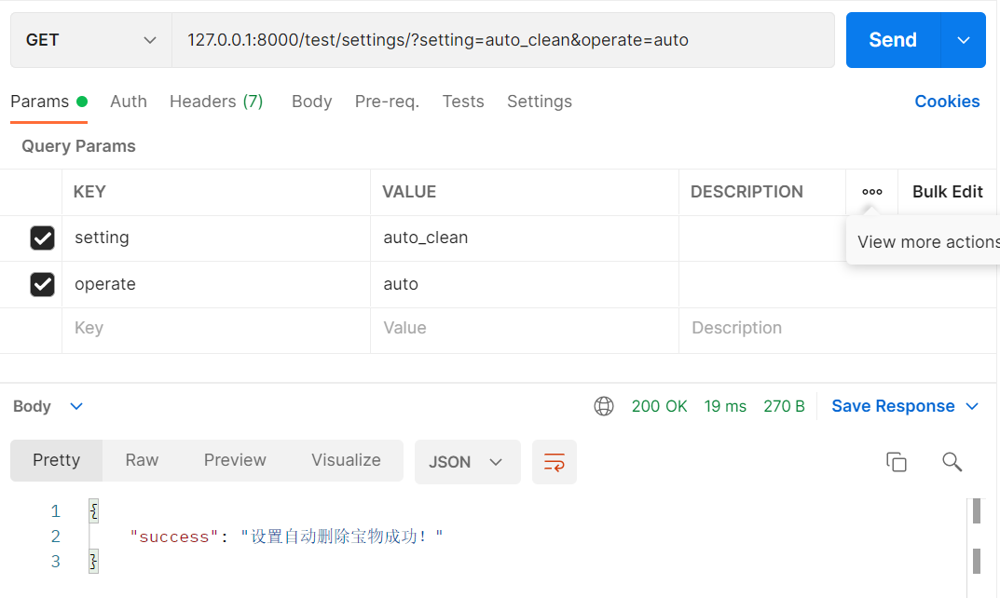 GET 127.0.0.1:8000/test/settings/?setting=auto_clean&operate=auto Send
Params Auth Headers (7) Body Pre-req. Tests Settings Cookies
Query Params
KEY VALUE DESCRIPTION ooo Bulk Edit
setting auto_clean
View more actions
operate auto
Key Value Description
Body 200 OK 19 ms 270 B Save Response
Pretty Raw Preview Visualize JSON
1 {
2 "success": "设置自动删除宝物成功！"
3 }